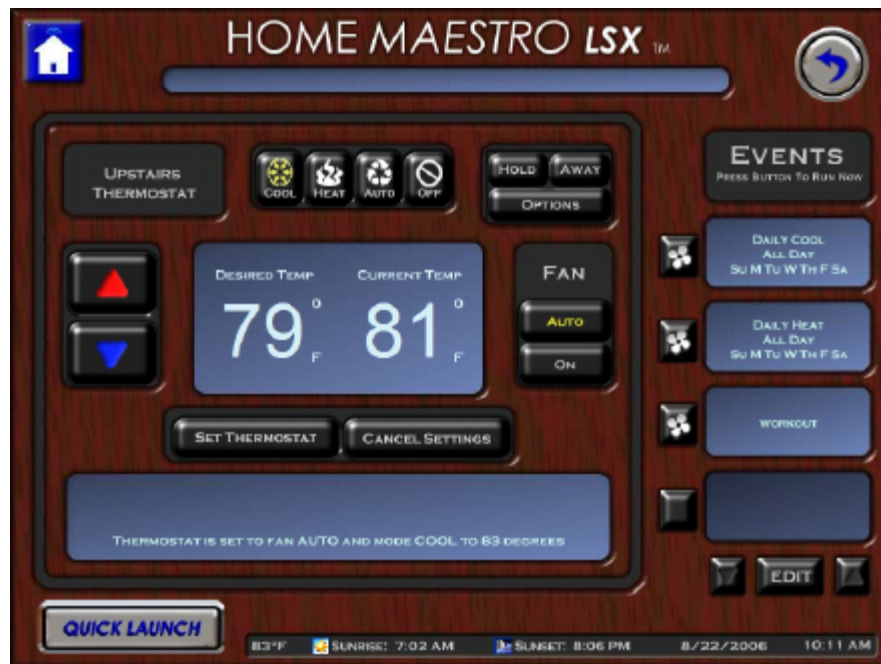 HOME MAESTRO LSX TM
UPSTAIRS
THERMOSTAT
COOL
HEAT
AUTO
OFF
HOLD
AWAY
OPTIONS
DESIRED TEMP
CURRENT TEMP
79°F
81°F
FAN
AUTO
ON
SET THERMOSTAT
CANCEL SETTINGS
THERMOSTAT IS SET TO FAN AUTO AND MODE COOL TO 83 DEGREES
EVENTS
PRESS BUTTON TO RUN NOW
DAILY COOL
ALL DAY
SU M TU W TH F SA
DAILY HEAT
ALL DAY
SU M TU W TH F SA
WORKOUT
EDIT
QUICK LAUNCH
83°F SUNRISE: 7:02 AM SUNSET: 8:06 PM 8/22/2006 10:11 AM